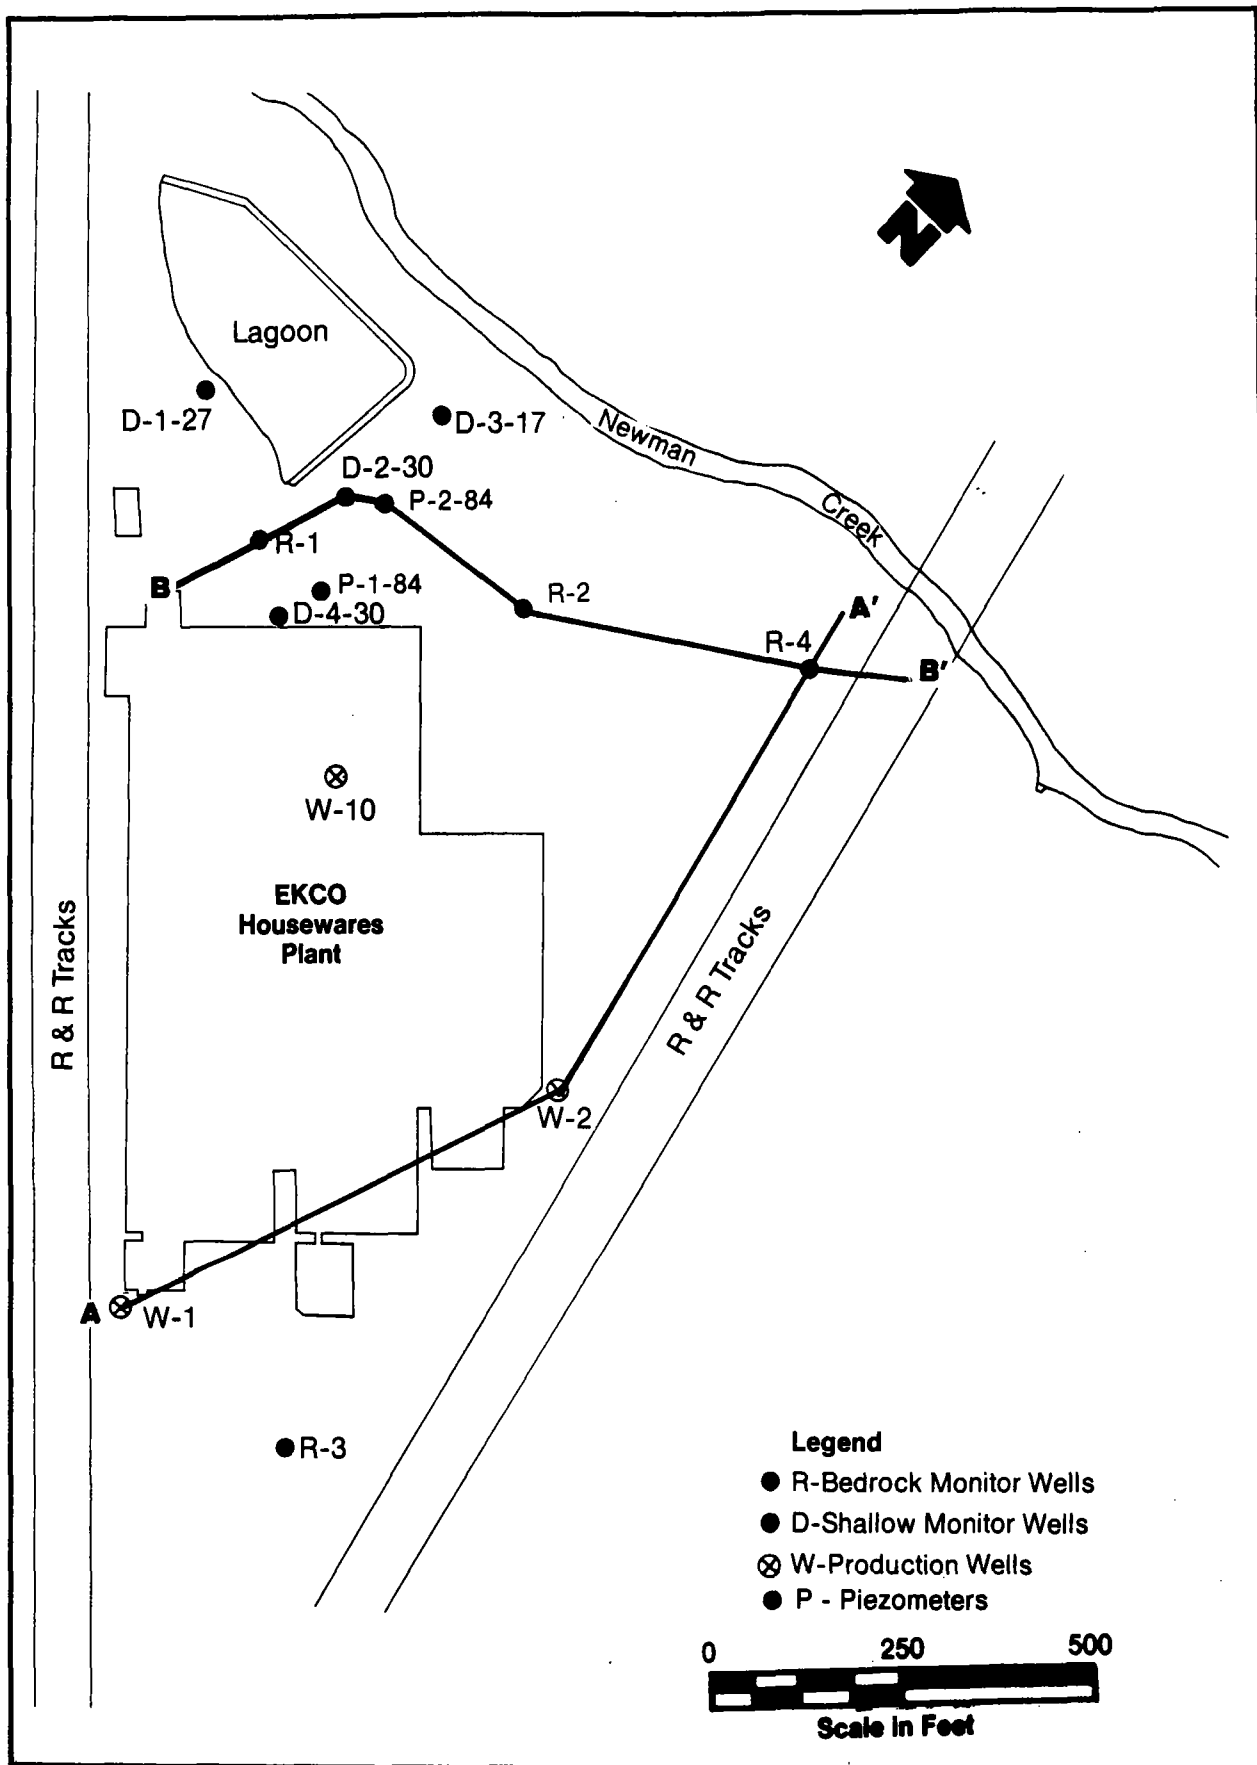 N
Lagoon
D-1-27
D-3-17
Newman
Creek
D-2-30
P-2-84
R-1
B
P-1-84
D-4-30
R-2
A'
R-4
B'
W-10
EKCO
Housewares
Plant
R & R Tracks
R & R Tracks
W-2
A
W-1
R-3
Legend
R-Bedrock Monitor Wells
D-Shallow Monitor Wells
W-Production Wells
P - Piezometers
0 250 500
Scale in Feet